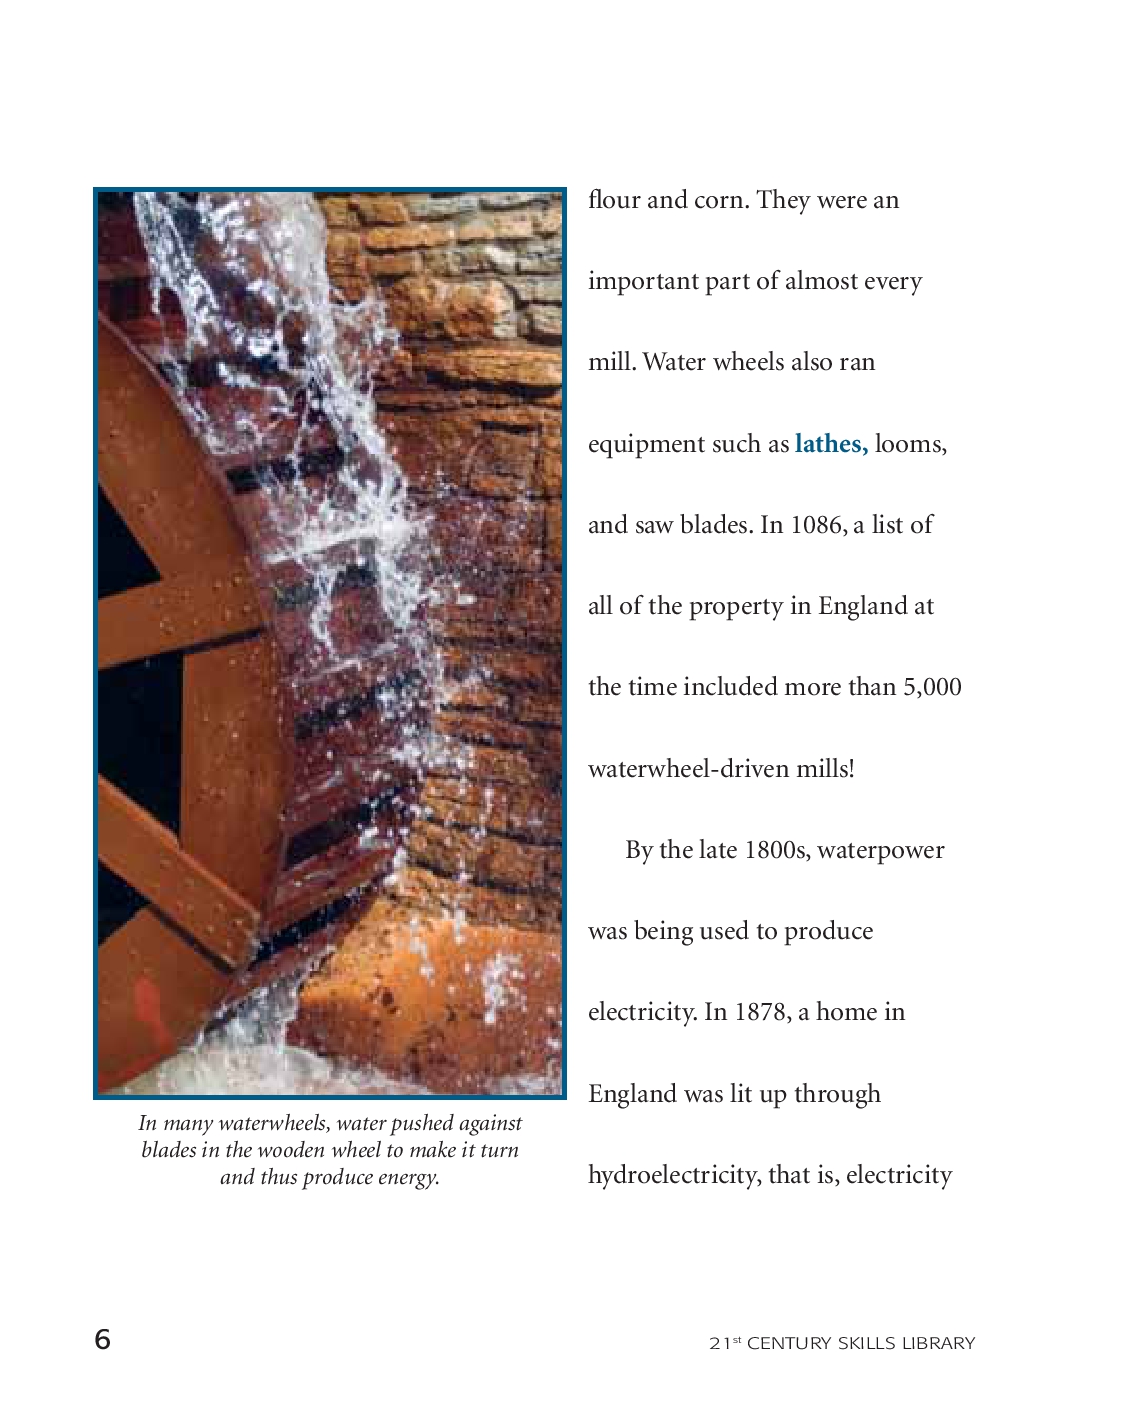 flour and corn. They were an
important part of almost every
mill. Water wheels also ran
equipment such as lathes, looms,
and saw blades. In 1086, a list of
all of the property in England at
the time included more than 5,000
waterwheel-driven mills!
By the late 1800s, waterpower
was being used to produce
electricity. In 1878, a home in
England was lit up through
hydroelectricity, that is, electricity
In many waterwheels, water pushed against
blades in the wooden wheel to make it turn
and thus produce energy.
6
21st CENTURY SKILLS LIBRARY